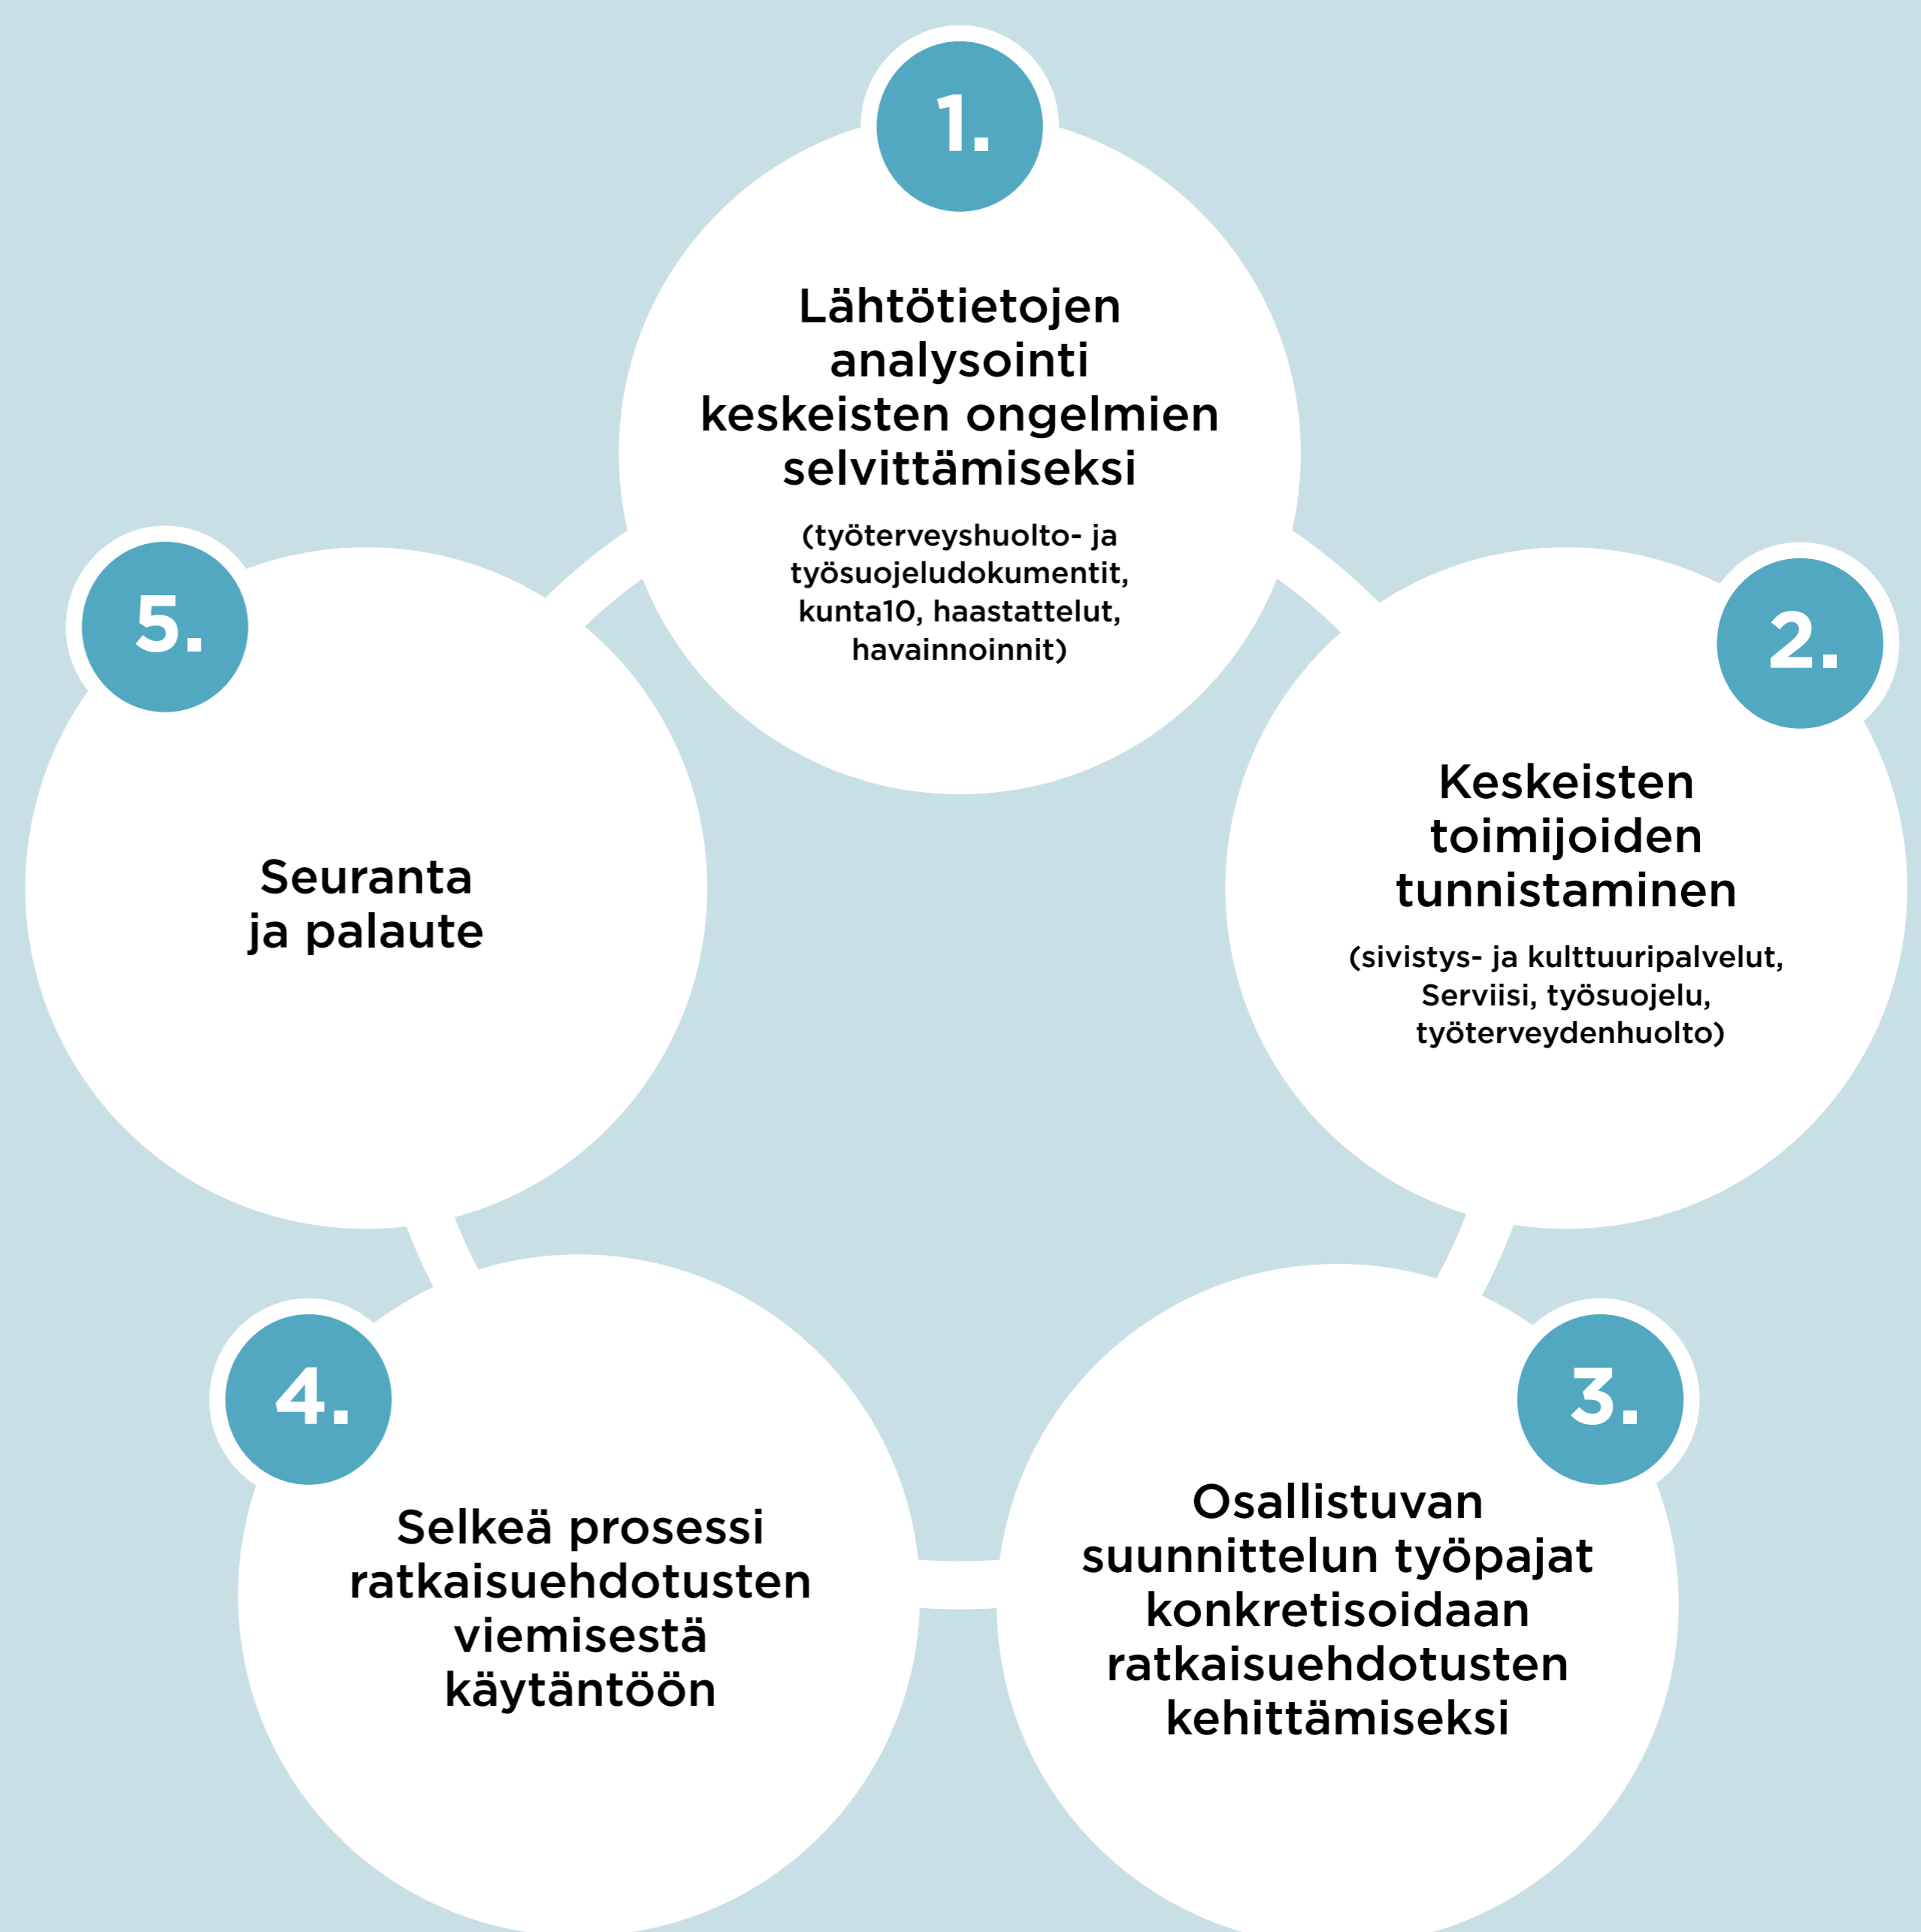 1.
Lähtötietojen
analysointi
keskeisten ongelmien
selvittämiseksi
(työterveyshuolto- ja
työsuojeludokumentit,
kunta10, haastattelut,
havainnoinnit)
2.
Keskeisten
toimijoiden
tunnistaminen
(sivistys- ja kulttuuripalvelut,
Serviisi, työsuojelu,
työterveydenhuolto)
3.
Osallistuvan
suunnittelun työpajat
konkretisoidaan
ratkaisuehdotusten
kehittämiseksi
4.
Selkeä prosessi
ratkaisuehdotusten
viemisestä
käytäntöön
5.
Seuranta
ja palaute